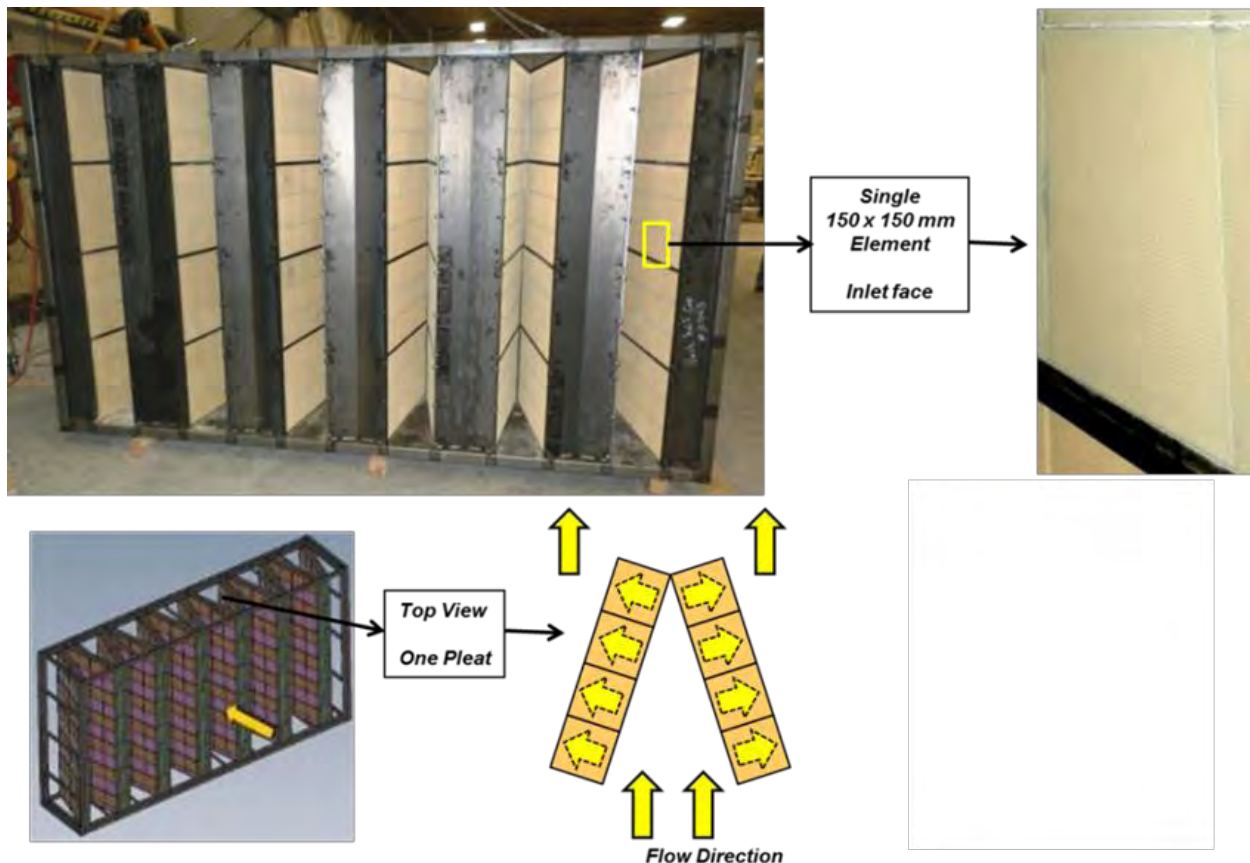 Single
150 x 150 mm
Element
Inlet face
Top View
One Pleat
Flow Direction